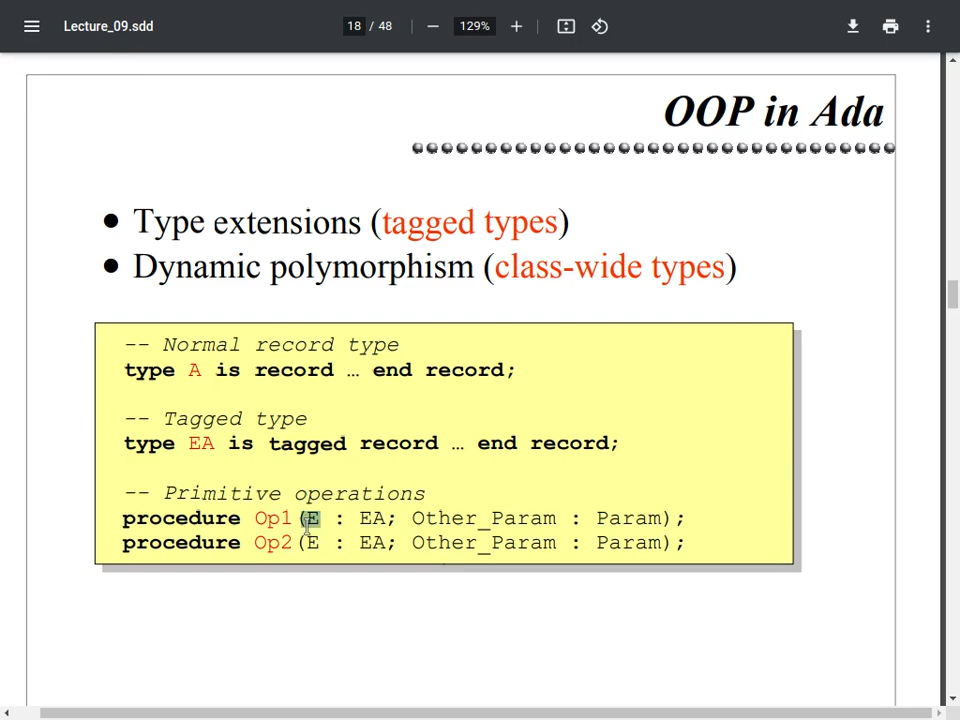 Lecture_09.sdd
18 / 48
129%
OOP in Ada
• Type extensions (tagged types)
• Dynamic polymorphism (class-wide types)
-- Normal record type
type A is record … end record;
-- Tagged type
type EA is tagged record … end record;
-- Primitive operations
procedure Op1(E : EA; Other_Param : Param);
procedure Op2(E : EA; Other_Param : Param);